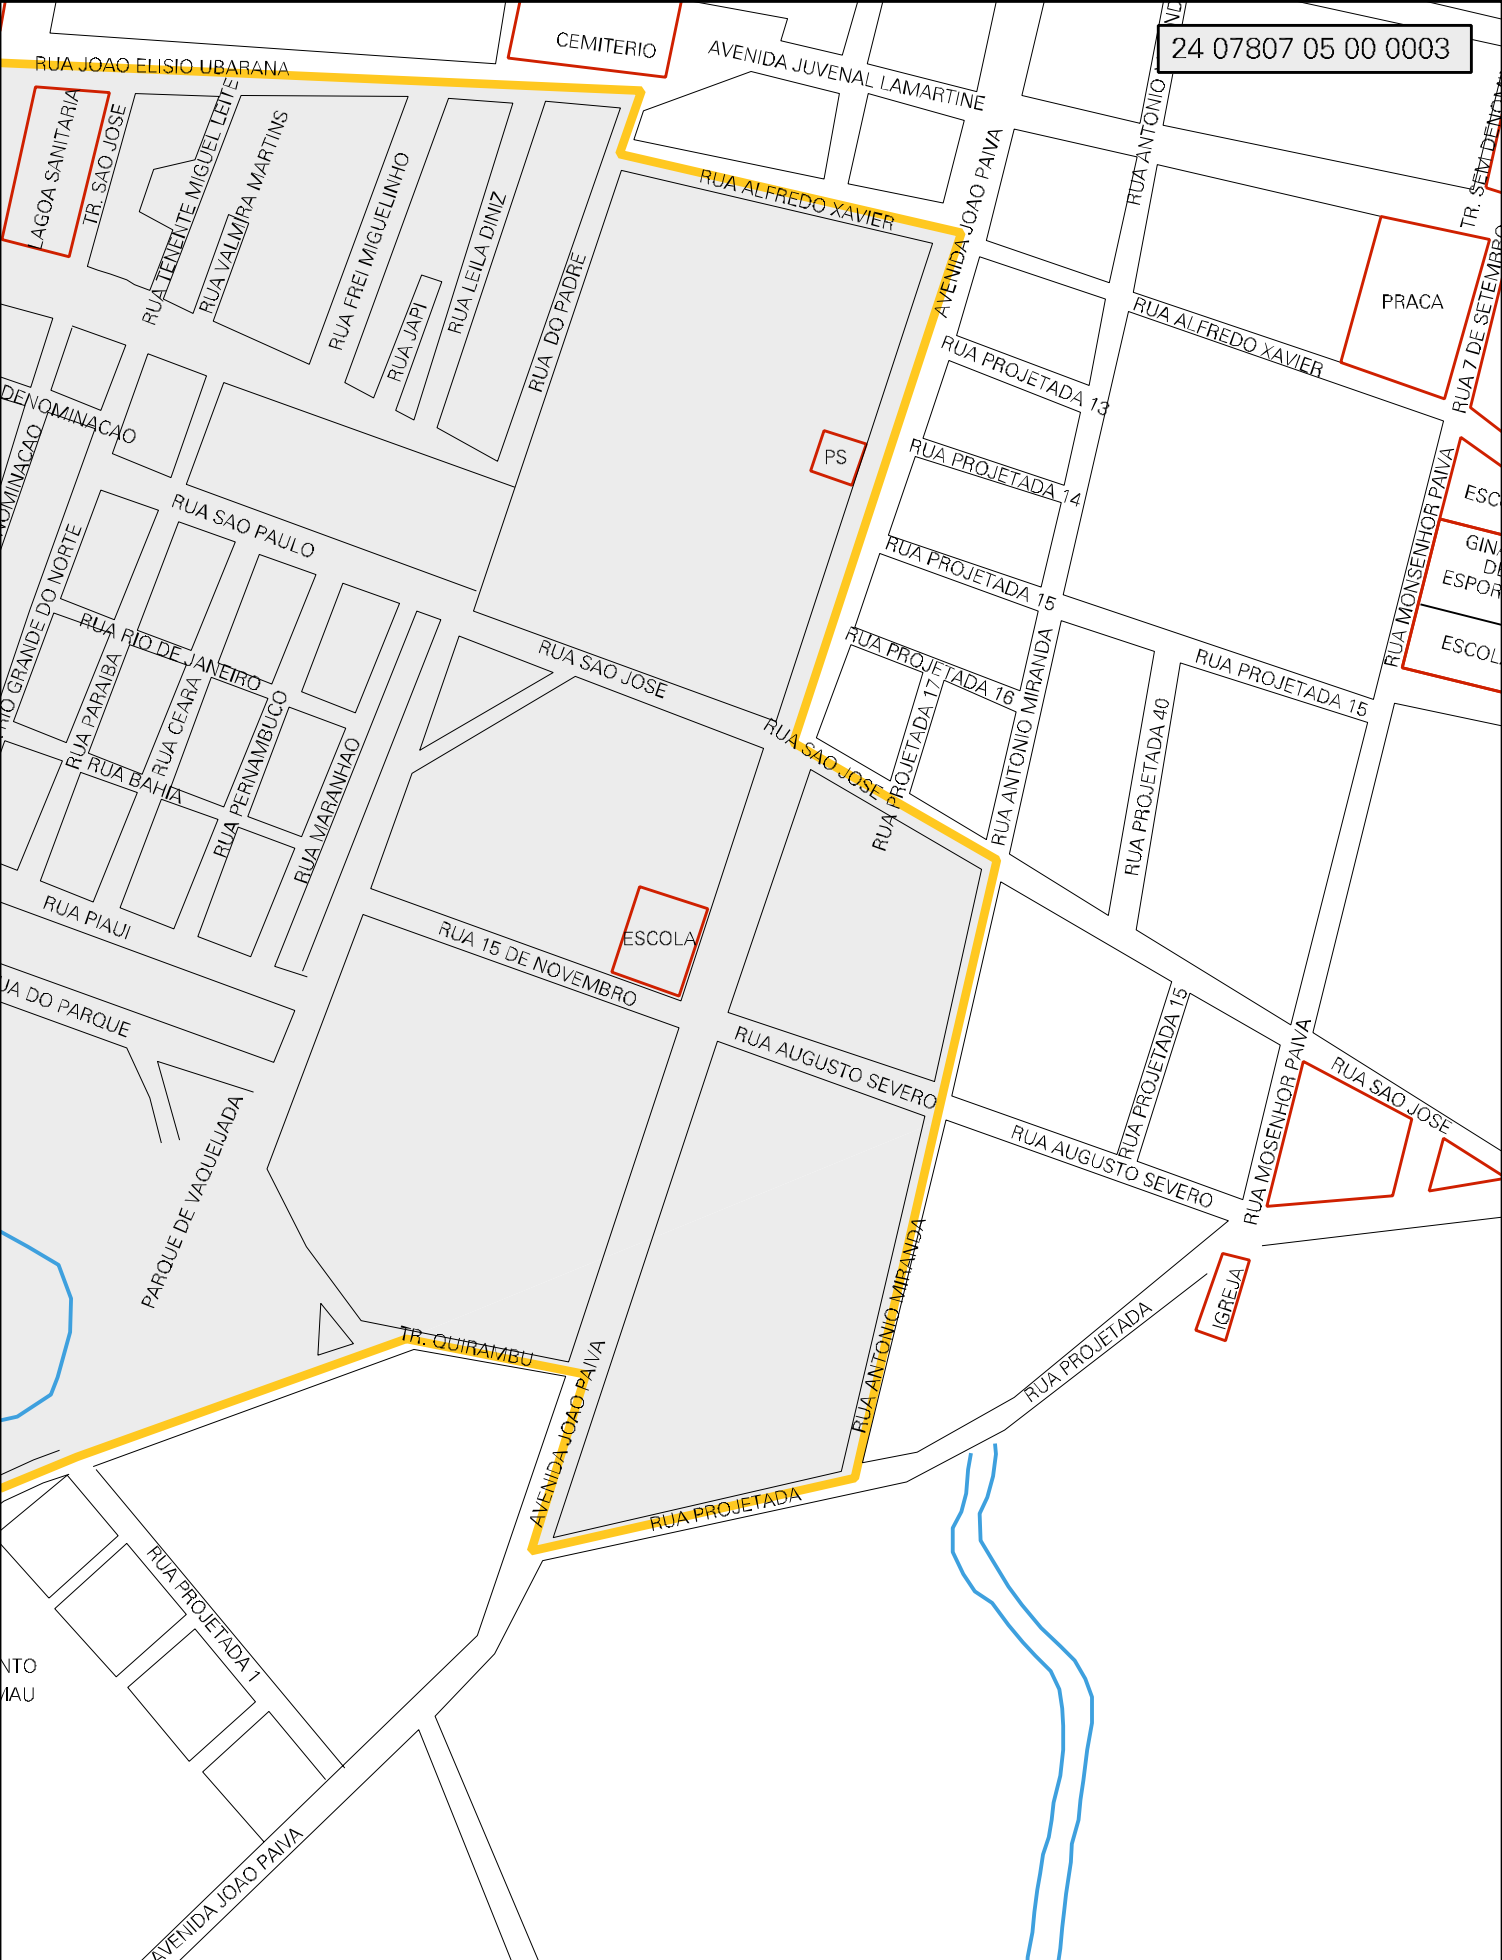 24 07807 05 00 0003
CEMITERIO
AVENIDA JUVENAL LAMARTINE
RUA JOAO ELISIO UBARANA
RUA ANTONIO
TR. SEM
LAGOA SANITARIA
TR. SAO JOSE
RUA TENENTE MIGUEL LEITE
RUA VALMIRA MARTINS
RUA FREI MIGUELINHO
RUA JAPI
RUA LEILA DINIZ
RUA DO PADRE
RUA ALFREDO XAVIER
AVENIDA JOAO PAIVA
PRACA
RUA 7 DE SETEMBRO
RUA ALFREDO XAVIER
RUA PROJETADA 13
DENOMINACAO
PS
RUA PROJETADA 14
RUA MONSENHOR PAIVA
RUA SAO PAULO
RUA PROJETADA 15
DE
ESCOLA
RUA RIO DE JANEIRO
RUA PROJETADA 16
RUA SAO JOSE
RUA PROJETADA 15
RUA PARAIBA
RUA CEARA
RUA PERNAMBUCO
RUA MARANHAO
RUA BAHIA
RIO GRANDE DO NORTE
RUA SAO JOSE
RUA PROJETADA 17
RUA ANTONIO MIRANDA
RUA PROJETADA 40
RUA PIAUI
RUA 15 DE NOVEMBRO
ESCOLA
DO PARQUE
RUA AUGUSTO SEVERO
RUA PROJETADA 15
RUA MOSENHOR PAIVA
RUA SAO JOSE
RUA AUGUSTO SEVERO
PARQUE DE VAQUEIJADA
IGREJA
TR. QUIRAMBU
AVENIDA JOAO PAIVA
RUA ANTONIO MIRANDA
RUA PROJETADA
RUA PROJETADA
RUA PROJETADA 1
AVENIDA JOAO PAIVA